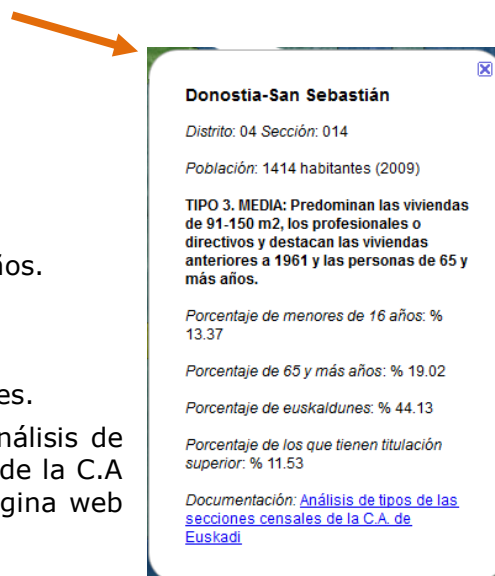 Donostia-San Sebastián
Distrito: 04 Sección: 014
Población: 1414 habitantes (2009)
TIPO 3. MEDIA: Predominan las viviendas
de 91-150 m2, los profesionales o
directivos y destacan las viviendas
anteriores a 1961 y las personas de 65 y
más años.
Porcentaje de menores de 16 años: %
13.37
Porcentaje de 65 y más años: % 19.02
Porcentaje de euskaldunes: % 44.13
Porcentaje de los que tienen titulación
superior: % 11.53
Documentación: Análisis de tipos de las
secciones censales de la C.A. de
Euskadi
ños.
es.
nálisis de
de la C.A
gina web